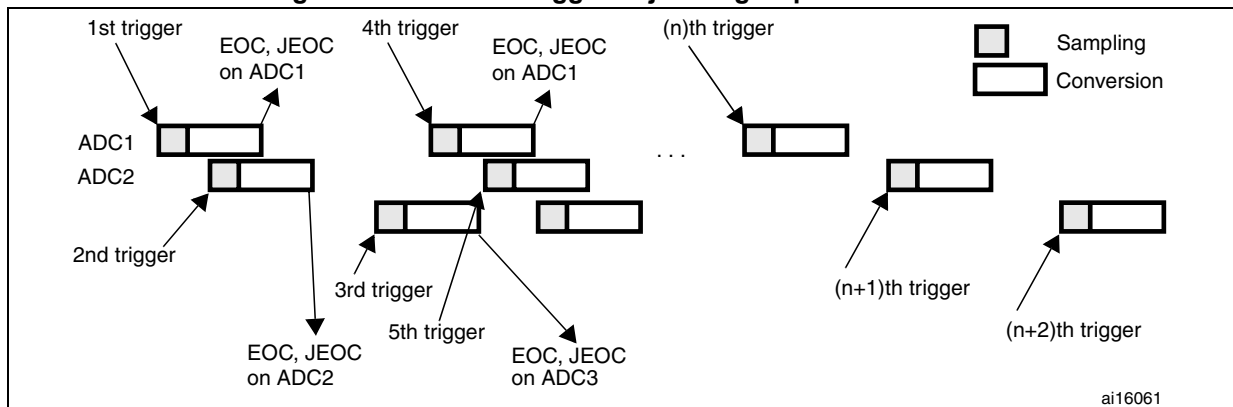 1st trigger
EOC, JEOC
on ADC1
4th trigger
EOC, JEOC
on ADC1
(n)th trigger
Sampling
Conversion
ADC1
ADC2
. . .
2nd trigger
3rd trigger
5th trigger
(n+1)th trigger
(n+2)th trigger
EOC, JEOC
on ADC2
EOC, JEOC
on ADC3
ai16061